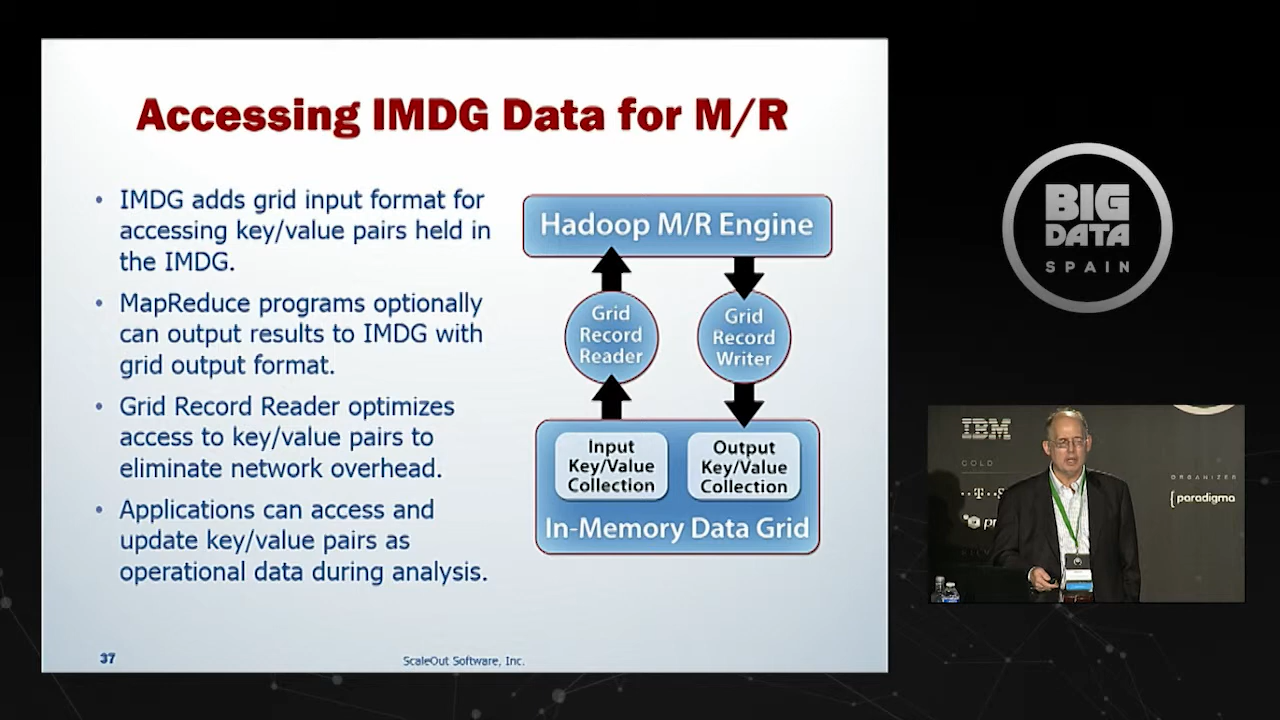 Accessing IMDG Data for M/R
• IMDG adds grid input format for
accessing key/value pairs held in
the IMDG.
• MapReduce programs optionally
can output results to IMDG with
grid output format.
• Grid Record Reader optimizes
access to key/value pairs to
eliminate network overhead.
• Applications can access and
update key/value pairs as
operational data during analysis.
Hadoop M/R Engine
Grid
Record
Reader
Grid
Record
Writer
Input
Key/Value
Collection
Output
Key/Value
Collection
In-Memory Data Grid
37
ScaleOut Software, Inc.
BIG
DATA
SPAIN
IBM
GOLD
ORGANIZER
{paradigma